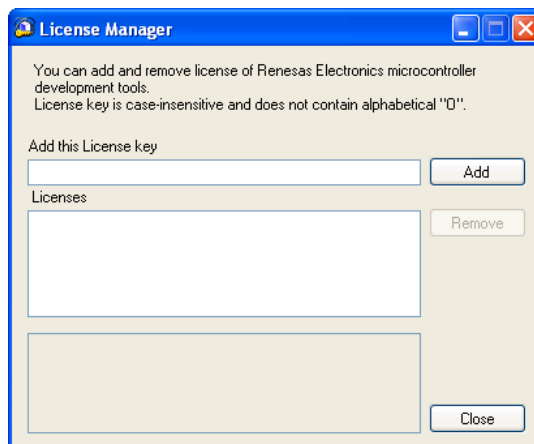 License Manager
You can add and remove license of Renesas Electronics microcontroller
development tools.
License key is case-insensitive and does not contain alphabetical "O".
Add this License key
Add
Licenses
Remove
Close